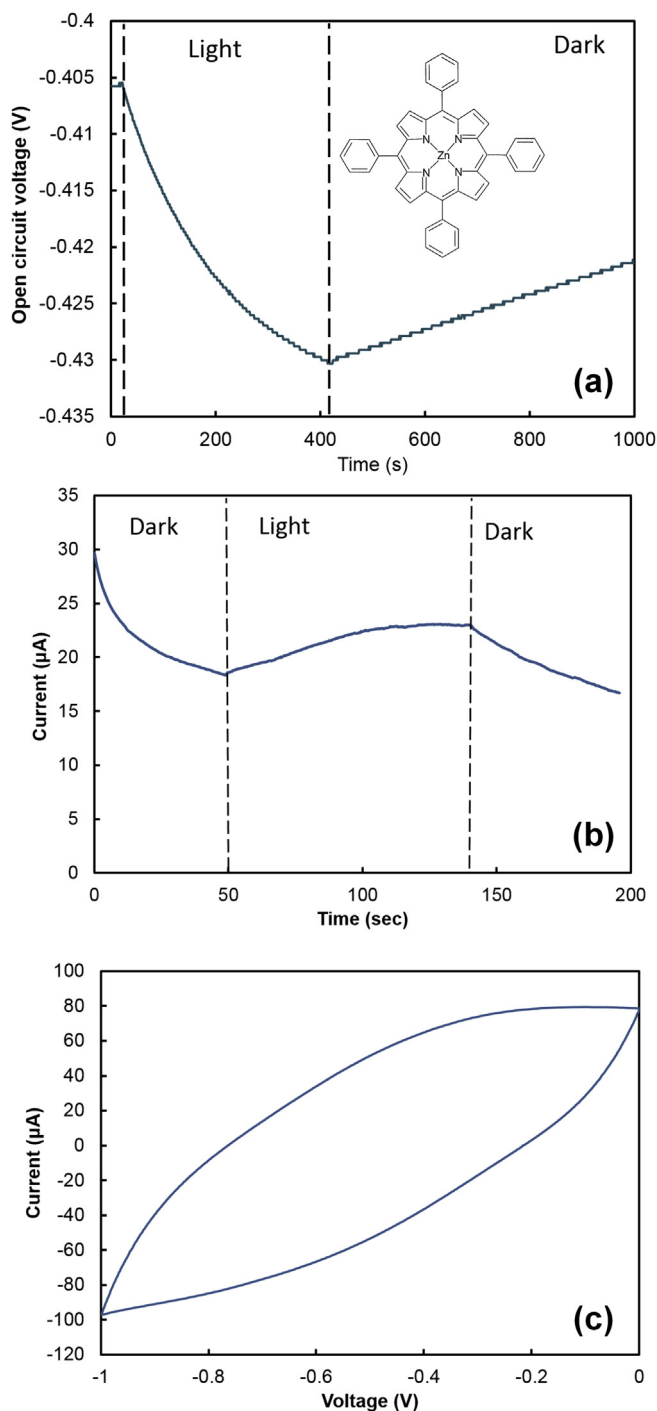 Light
Dark
-0.4
-0.405
-0.41
-0.415
-0.42
-0.425
-0.43
-0.435
Open circuit voltage (V)
N
N
Zn
N
N
(a)
0
200
400
600
800
1000
Time (s)
35
30
25
20
15
10
5
0
Current (µA)
Dark
Light
Dark
(b)
0
50
100
150
200
Time (sec)
100
80
60
40
20
0
-20
-40
-60
-80
-100
-120
Current (µA)
(c)
-1
-0.8
-0.6
-0.4
-0.2
0
Voltage (V)